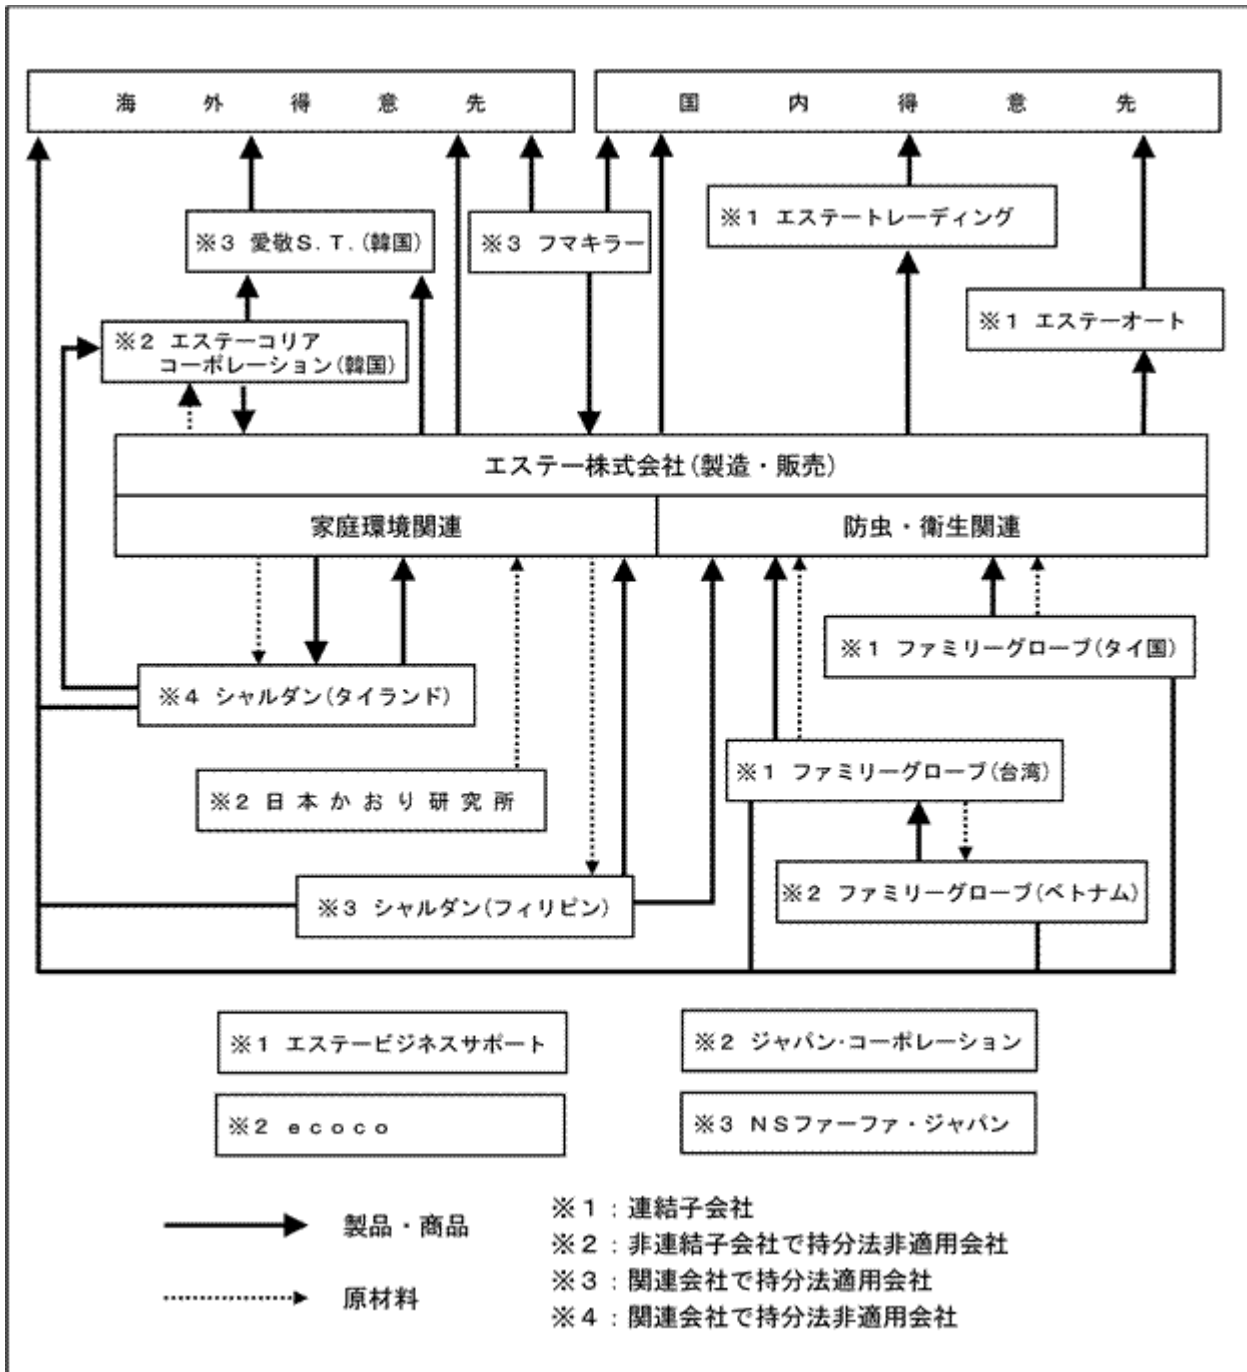 海外得意先
国内得意先
※1 エステートレーディング
※3 愛敬S.T.(韓国)
※3 フマキラー
※1 エステーオート
※2 エステーコリア
コーポレーション(韓国)
エステー株式会社(製造・販売)
家庭環境関連
防虫・衛生関連
※1 ファミリーグローブ(タイ国)
※4 シャルダン(タイランド)
※1 ファミリーグローブ(台湾)
※2 日本かおり研究所
※2 ファミリーグローブ(ベトナム)
※3 シャルダン(フィリピン)
※1 エステービジネスサポート
※2 ジャパン・コーポレーション
※2 ecoco
※3 NSファーファ・ジャパン
製品・商品
原材料
※1:連結子会社
※2:非連結子会社で持分法非適用会社
※3:関連会社で持分法適用会社
※4:関連会社で持分法非適用会社